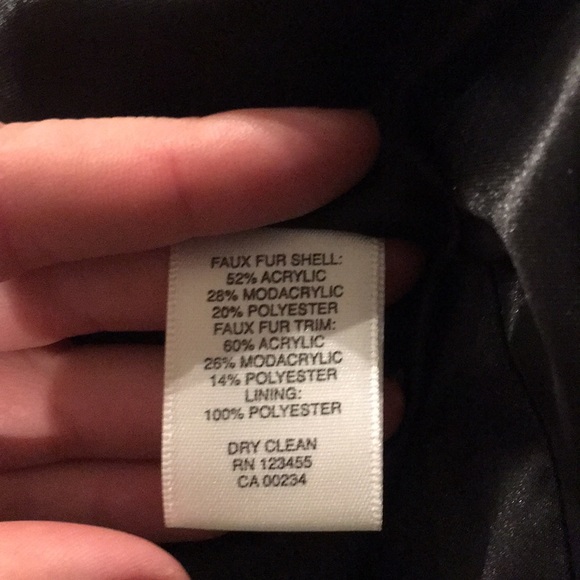 FAUX FUR SHELL:
52% ACRYLIC
28% MODACRYLIC
20% POLYESTER
FAUX FUR TRIM:
60% ACRYLIC
26% MODACRYLIC
14% POLYESTER
LINING:
100% POLYESTER
DRY CLEAN
RN 123455
CA 00234